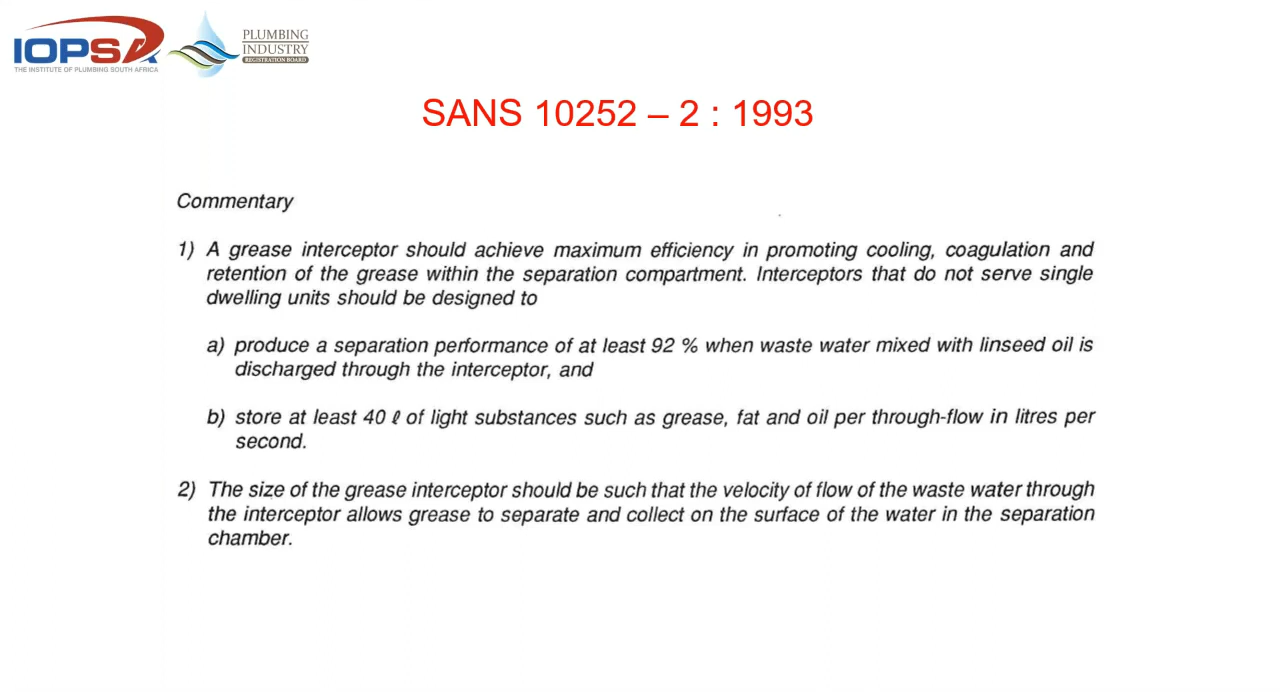 IOPSA
THE INSTITUTE OF PLUMBING SOUTH AFRICA
PLUMBING
INDUSTRY
REGISTRATION BOARD
SANS 10252 – 2 : 1993
Commentary
1) A grease interceptor should achieve maximum efficiency in promoting cooling, coagulation and
retention of the grease within the separation compartment. Interceptors that do not serve single
dwelling units should be designed to
a) produce a separation performance of at least 92 % when waste water mixed with linseed oil is
discharged through the interceptor, and
b) store at least 40 ℓ of light substances such as grease, fat and oil per through-flow in litres per
second.
2) The size of the grease interceptor should be such that the velocity of flow of the waste water through
the interceptor allows grease to separate and collect on the surface of the water in the separation
chamber.